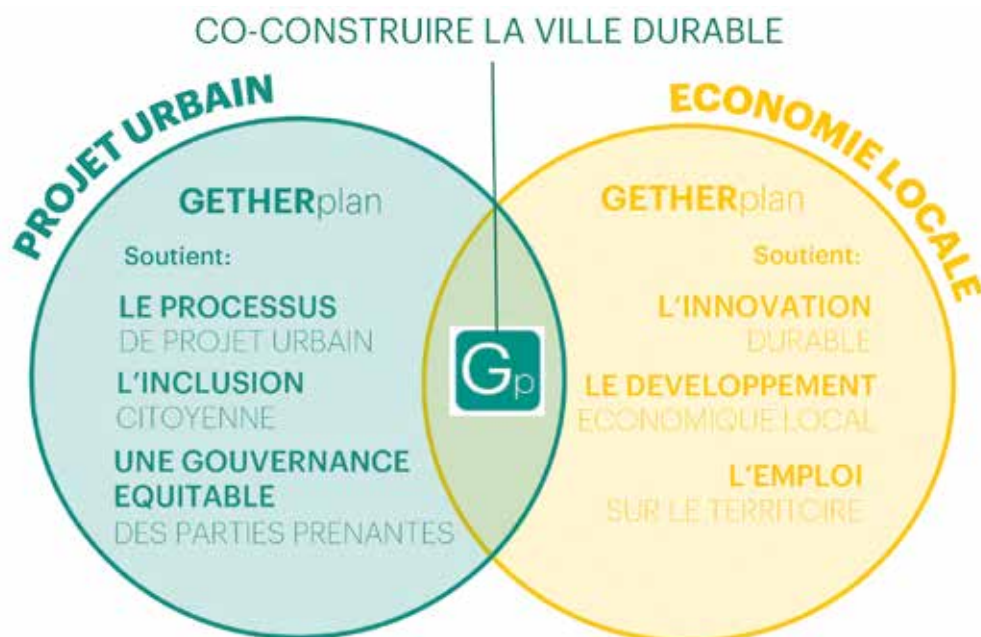 CO-CONSTRUIRE LA VILLE DURABLE
PROJET URBAIN
GETHERplan
Soutient:
LE PROCESSUS
DE PROJET URBAIN
L'INCLUSION
CITOYENNE
UNE GOUVERNANCE
EQUITABLE
DES PARTIES PRENANTES
Gp
ECONOMIE LOCALE
GETHERplan
Soutient:
L'INNOVATION
DURABLE
LE DEVELOPPEMENT
ECONOMIQUE LOCAL
L'EMPLOI
SUR LE TERRITOIRE